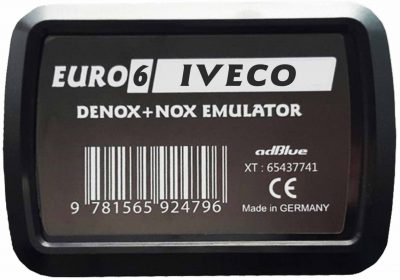 EURO6 IVECO
DENOX+NOX EMULATOR
adBlue
XT : 65437741
CE
Made in GERMANY
9 781565 924796